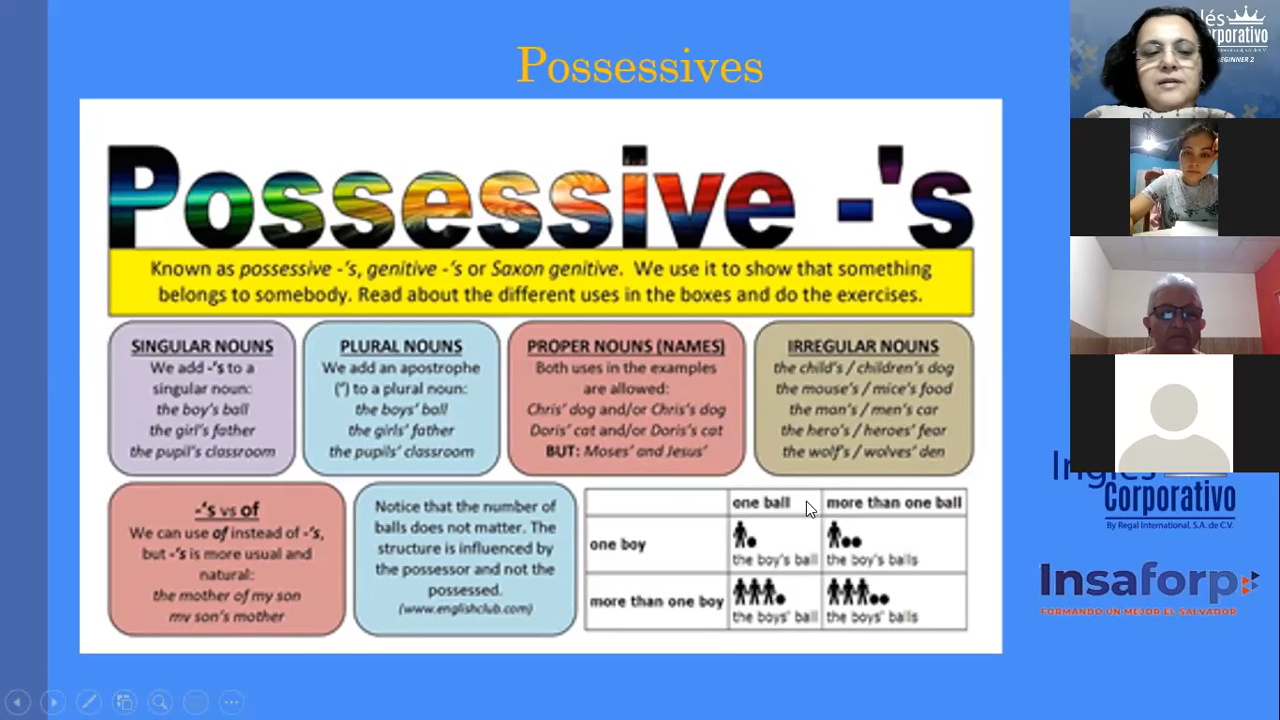 Possessives
Possessive -'s
Known as possessive -'s, genitive -'s or Saxon genitive. We use it to show that something
belongs to somebody. Read about the different uses in the boxes and do the exercises.
SINGULAR NOUNS
We add -'s to a
singular noun:
the boy's ball
the girl's father
the pupil's classroom
PLURAL NOUNS
We add an apostrophe
(') to a plural noun:
the boys' ball
the girls' father
the pupils' classroom
PROPER NOUNS (NAMES)
Both uses in the examples
are allowed:
Chris' dog and/or Chris's dog
Doris' cat and/or Doris's cat
BUT: Moses' and Jesus'
IRREGULAR NOUNS
the child's / children's dog
the mouse's / mice's food
the man's / men's car
the hero's / heroes' fear
the wolf's / wolves' den
-'s vs of
We can use of instead of -'s,
but -'s is more usual and
natural:
the mother of my son
my son's mother
Notice that the number of
balls does not matter. The
structure is influenced by
the possessor and not the
possessed.
(www.englishclub.com)
one ball more than one ball
one boy
the boy's ball the boy's balls
more than one boy
the boys' ball the boys' balls
BEGINNER 2
Inglés
Corporativo
By Regal International, S.A. de C.V.
Insaforp
FORMANDO UN MEJOR EL SALVADOR